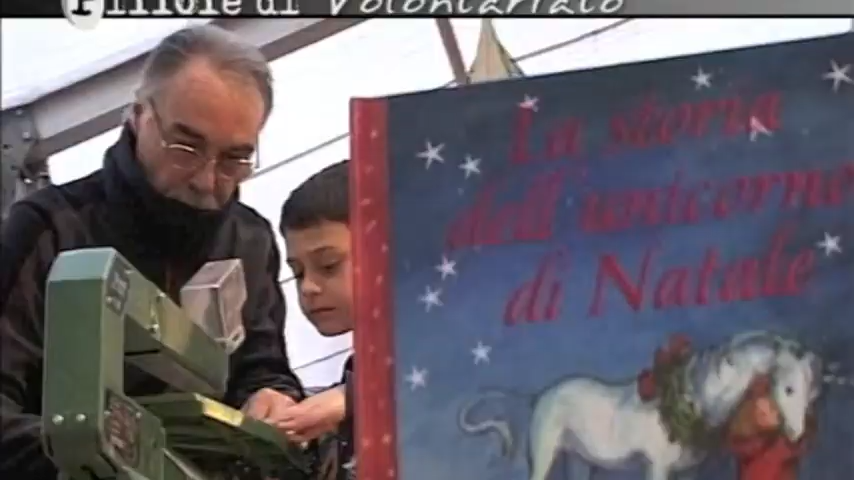 Pillole di Volontariato
La storia
dell'unicorno
di Natale